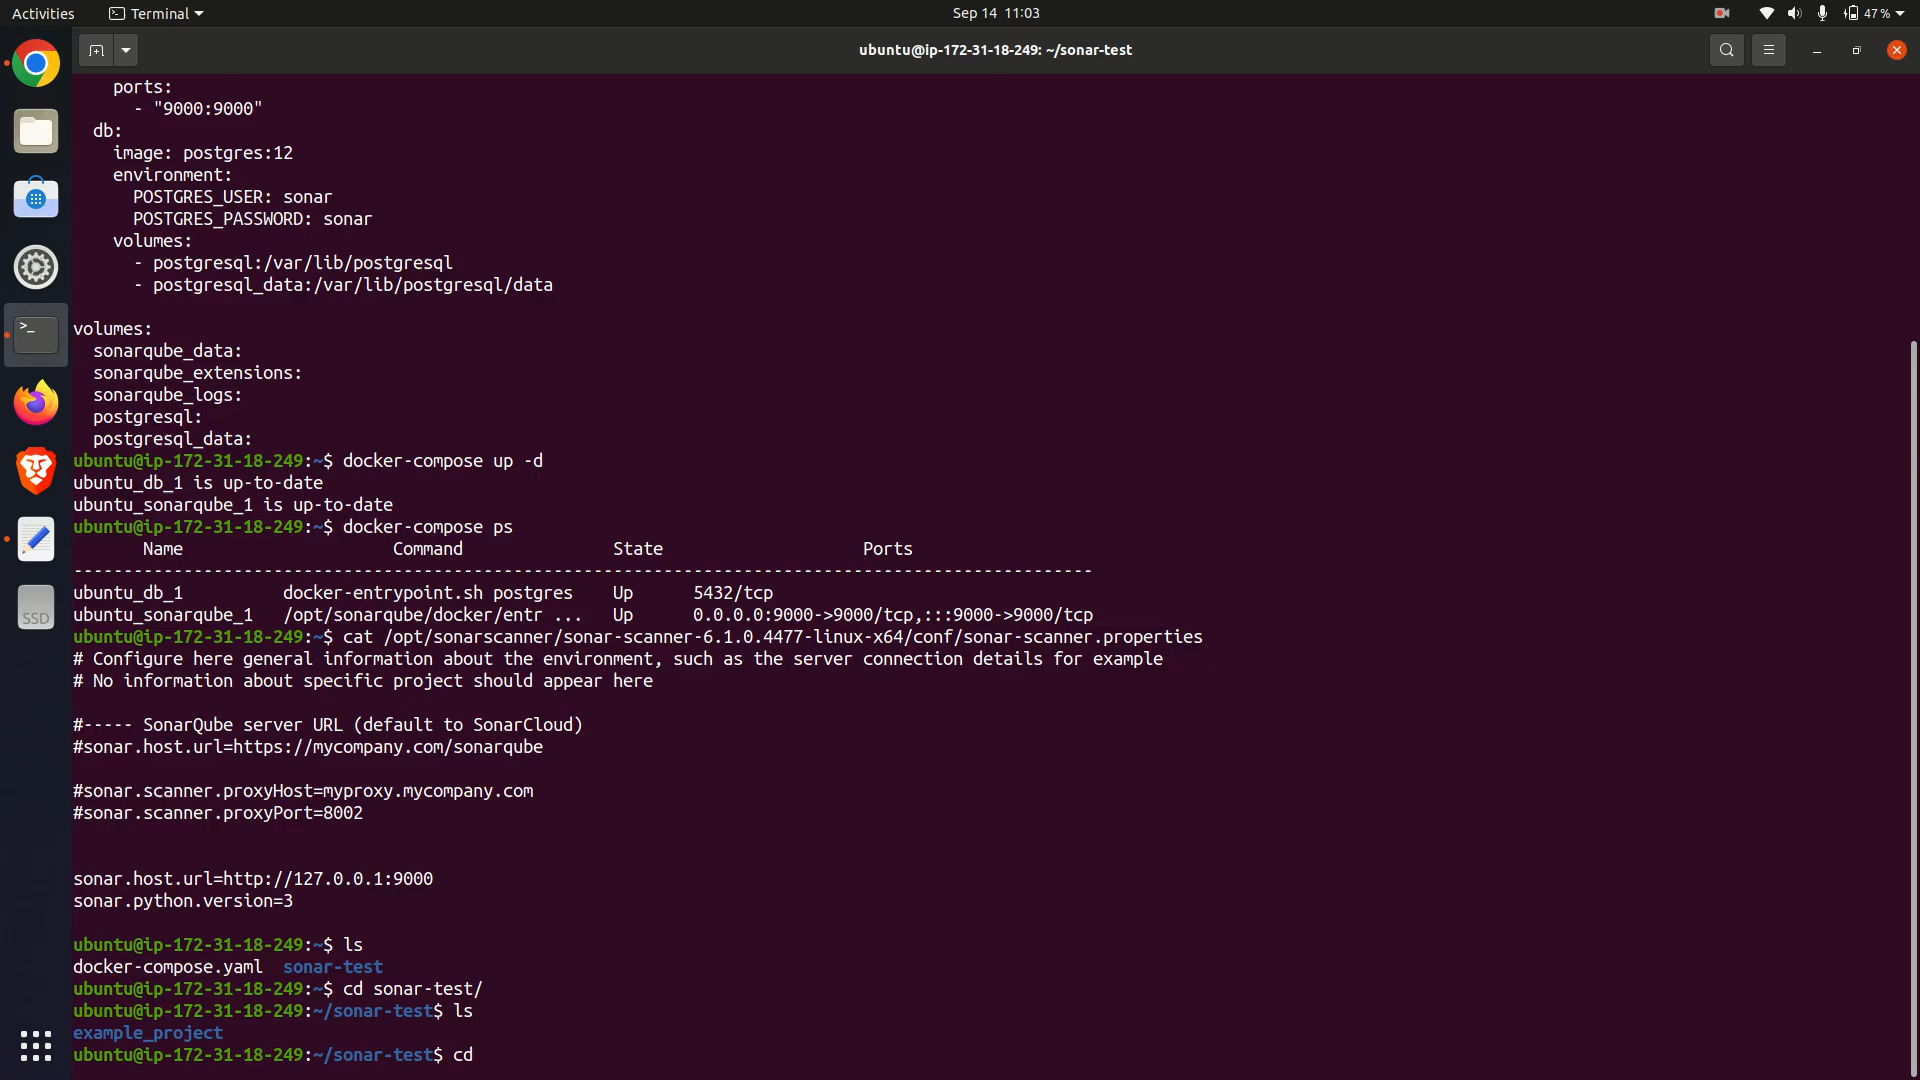 Activities
Terminal
Sep 14 11:03
47 %
ubuntu@ip-172-31-18-249: ~/sonar-test
    ports:
      - "9000:9000"
  db:
    image: postgres:12
    environment:
      POSTGRES_USER: sonar
      POSTGRES_PASSWORD: sonar
    volumes:
      - postgresql:/var/lib/postgresql
      - postgresql_data:/var/lib/postgresql/data
volumes:
  sonarqube_data:
  sonarqube_extensions:
  sonarqube_logs:
  postgresql:
  postgresql_data:
ubuntu@ip-172-31-18-249:~$ docker-compose up -d
ubuntu_db_1 is up-to-date
ubuntu_sonarqube_1 is up-to-date
ubuntu@ip-172-31-18-249:~$ docker-compose ps
       Name                     Command               State                    Ports
------------------------------------------------------------------------------------------------------
ubuntu_db_1          docker-entrypoint.sh postgres    Up      5432/tcp
ubuntu_sonarqube_1   /opt/sonarqube/docker/entr ...   Up      0.0.0.0:9000->9000/tcp,:::9000->9000/tcp
ubuntu@ip-172-31-18-249:~$ cat /opt/sonarscanner/sonar-scanner-6.1.0.4477-linux-x64/conf/sonar-scanner.properties
# Configure here general information about the environment, such as the server connection details for example
# No information about specific project should appear here
#----- SonarQube server URL (default to SonarCloud)
#sonar.host.url=https://mycompany.com/sonarqube
#sonar.scanner.proxyHost=myproxy.mycompany.com
#sonar.scanner.proxyPort=8002
sonar.host.url=http://127.0.0.1:9000
sonar.python.version=3
ubuntu@ip-172-31-18-249:~$ ls
docker-compose.yaml  sonar-test
ubuntu@ip-172-31-18-249:~$ cd sonar-test/
ubuntu@ip-172-31-18-249:~/sonar-test$ ls
example_project
ubuntu@ip-172-31-18-249:~/sonar-test$ cd
>_
SSD